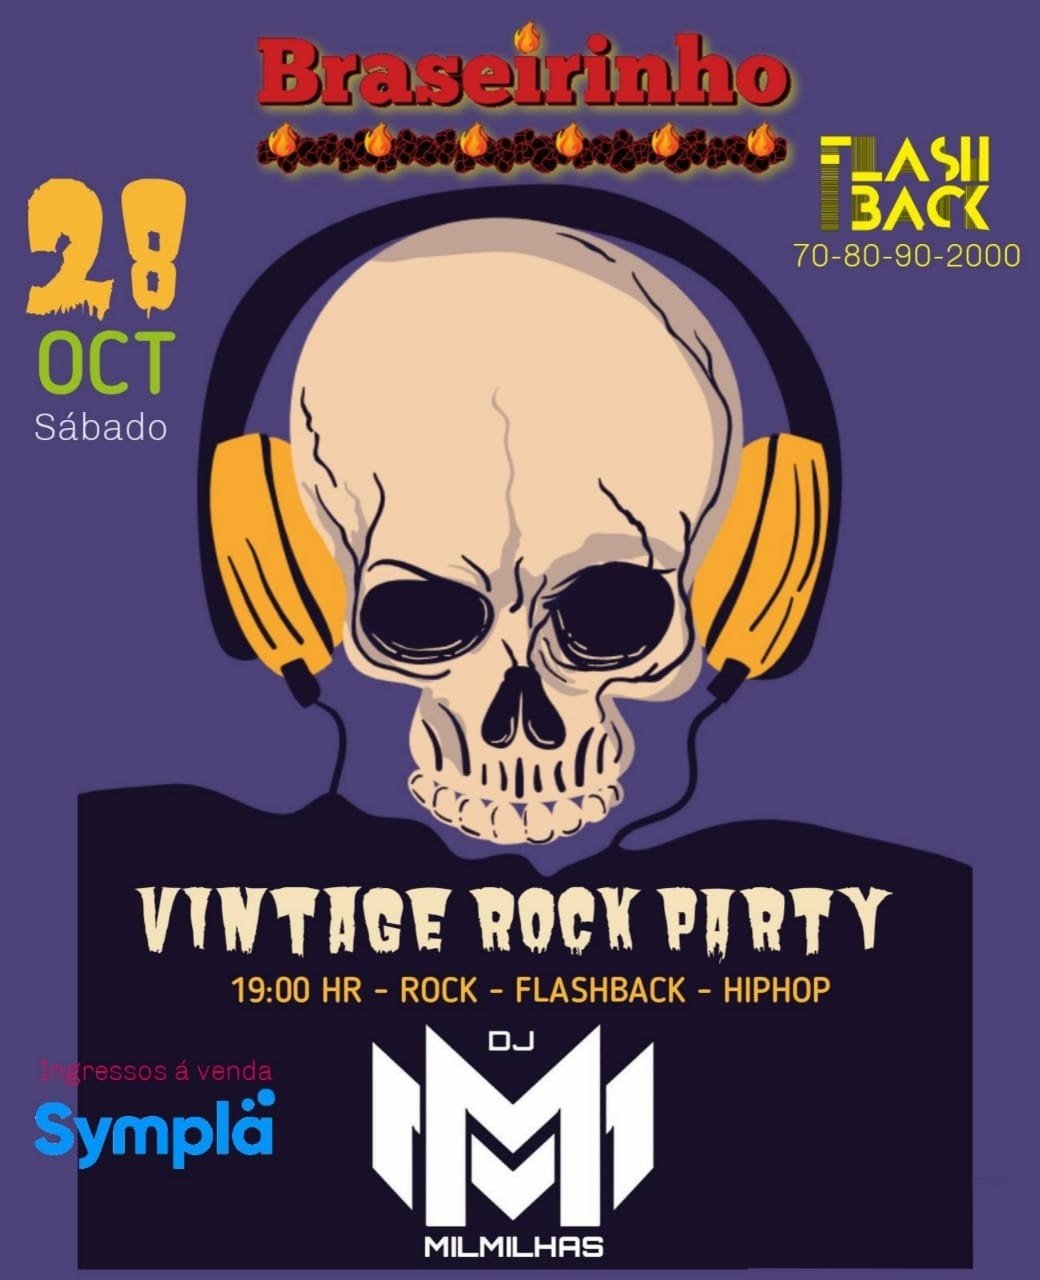 Braseirinho
FLASH
BACK
70-80-90-2000
28
OCT
Sábado
VINTAGE ROCK PARTY
19:00 HR - ROCK - FLASHBACK - HIPHOP
DJ
MILMILHAS
Ingressos á venda
Symplä